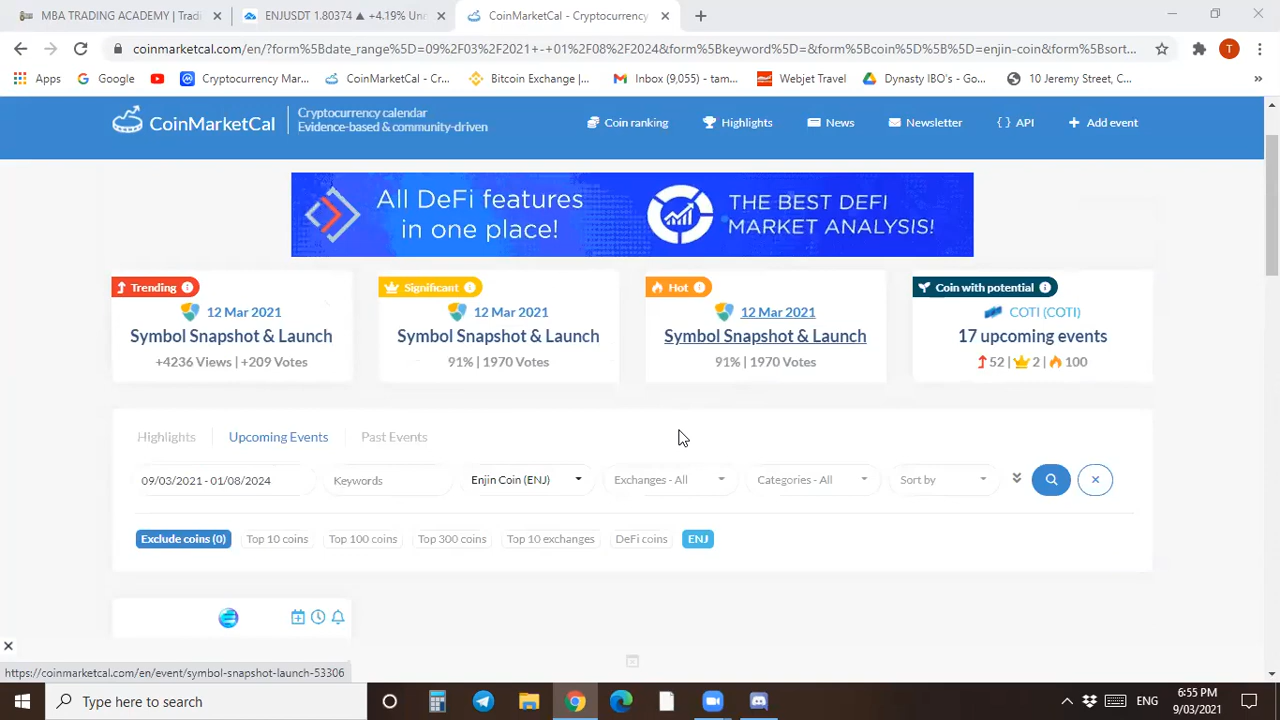 MBA TRADING ACADEMY | Tradi
ENJUSDT 1.80374 ▲ +4.19% Unn
CoinMarketCal - Cryptocurrency
coinmarketcal.com/en/?form%5Bdate_range%5D=09%2F03%2F2021+-+01%2F08%2F2024&form%5Bkeyword%5D=&form%5Bcoin%5D%5B%5D=enjin-coin&form%5Bsort...
T
Apps
Google
Cryptocurrency Mar...
CoinMarketCal - Cr...
Bitcoin Exchange |...
Inbox (9,055) - tam...
Webjet Travel
Dynasty IBO's - Go...
10 Jeremy Street, C...
»
CoinMarketCal
Cryptocurrency calendar
Evidence-based & community-driven
Coin ranking
Highlights
News
Newsletter
{ } API
+ Add event
All DeFi features
in one place!
THE BEST DEFI
MARKET ANALYSIS!
Trending
12 Mar 2021
Symbol Snapshot & Launch
+4236 Views | +209 Votes
Significant
12 Mar 2021
Symbol Snapshot & Launch
91% | 1970 Votes
Hot
12 Mar 2021
Symbol Snapshot & Launch
91% | 1970 Votes
Coin with potential
COTI (COTI)
17 upcoming events
52 | 2 | 100
Highlights
Upcoming Events
Past Events
09/03/2021 - 01/08/2024
Keywords
Enjin Coin (ENJ)
Exchanges - All
Categories - All
Sort by
Exclude coins (0)
Top 10 coins
Top 100 coins
Top 300 coins
Top 10 exchanges
DeFi coins
ENJ
https://coinmarketcal.com/en/event/symbol-snapshot-launch-53306
Type here to search
ENG
6:55 PM
9/03/2021